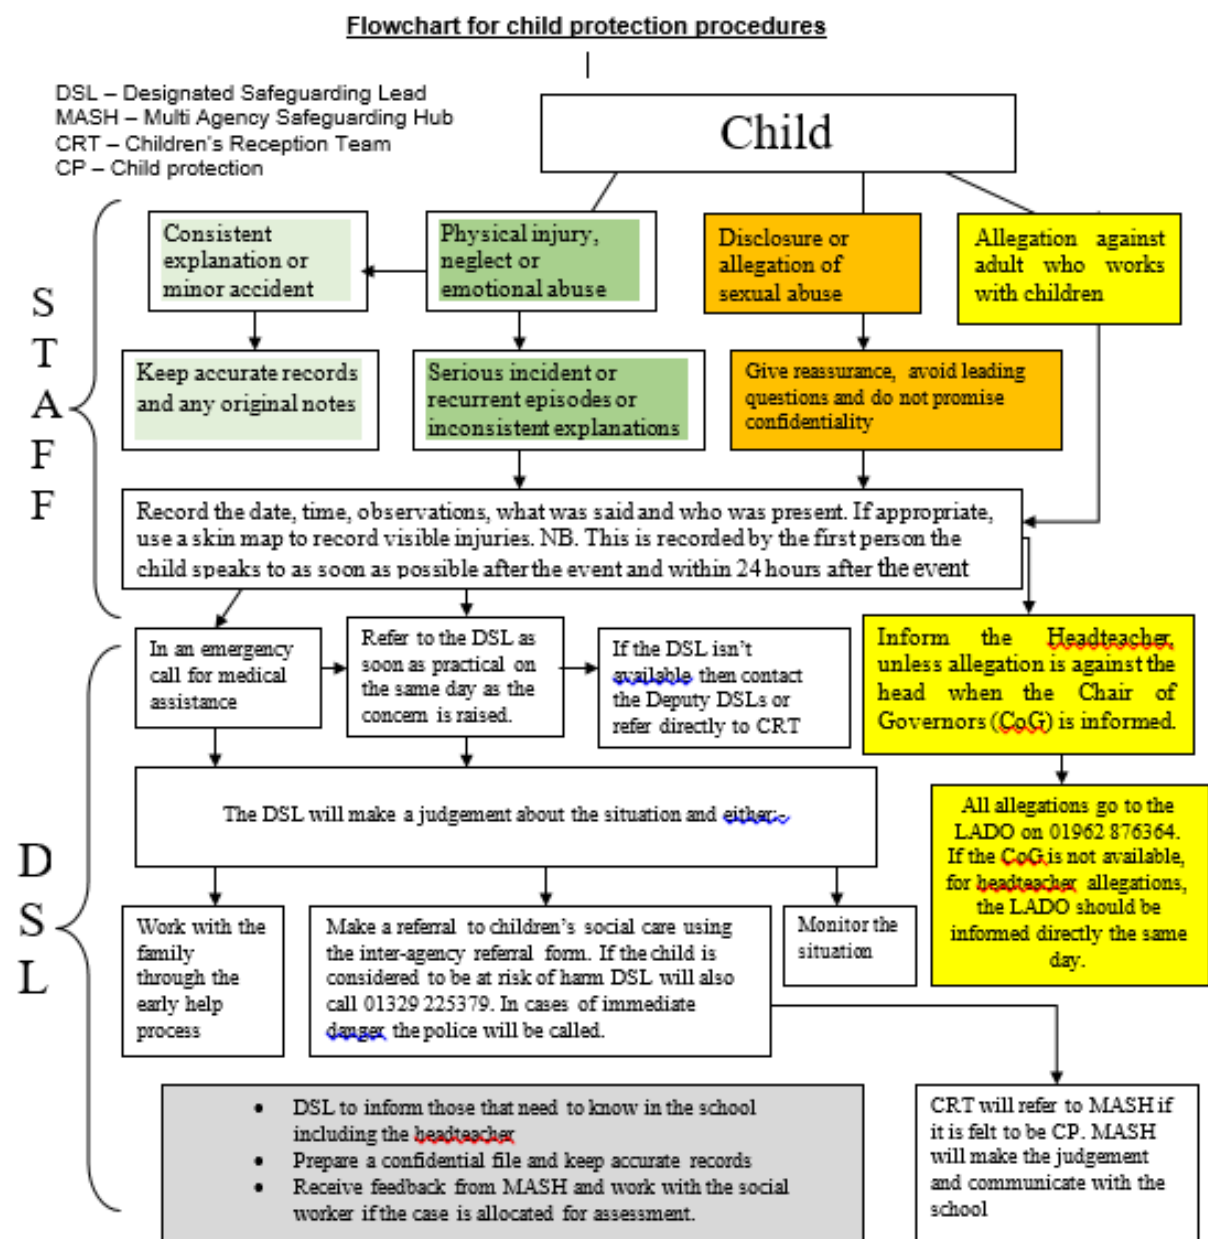 Flowchart for child protection procedures
DSL – Designated Safeguarding Lead
MASH – Multi Agency Safeguarding Hub
CRT – Children's Reception Team
CP – Child protection
Child
STAFF
Consistent
explanation or
minor accident
Physical injury,
neglect or
emotional abuse
Disclosure or
allegation of
sexual abuse
Allegation against
adult who works
with children
Keep accurate records
and any original notes
Serious incident or
recurrent episodes or
inconsistent explanations
Give reassurance, avoid leading
questions and do not promise
confidentiality
Record the date, time, observations, what was said and who was present. If appropriate,
use a skin map to record visible injuries. NB. This is recorded by the first person the
child speaks to as soon as possible after the event and within 24 hours after the event
DSL
In an emergency
call for medical
assistance
Refer to the DSL as
soon as practical on
the same day as the
concern is raised.
If the DSL isn't
available then contact
the Deputy DSLs or
refer directly to CRT
Inform the Headteacher
unless allegation is against the
head when the Chair of
Governors (CoG) is informed.
The DSL will make a judgement about the situation and either:-
All allegations go to the
LADO on 01962 876364.
If the CoG is not available,
for headteacher allegations,
the LADO should be
informed directly the same
day.
Work with the
family
through the
early help
process
Make a referral to children's social care using
the inter-agency referral form. If the child is
considered to be at risk of harm DSL will also
call 01329 225379. In cases of immediate
danger the police will be called.
Monitor the
situation
• DSL to inform those that need to know in the school
including the headteacher
• Prepare a confidential file and keep accurate records
• Receive feedback from MASH and work with the social
worker if the case is allocated for assessment.
CRT will refer to MASH if
it is felt to be CP. MASH
will make the judgement
and communicate with the
school